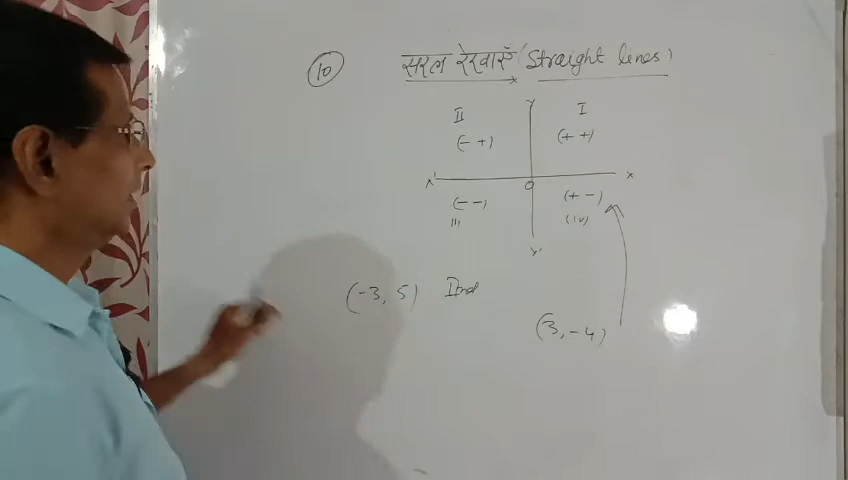 10 सरल रेखाएँ (Straight lines)
II Y I
(- +) (+ +)
X' O X
(- -) (+ -)
III (iv)
Y'
(-3, 5) IInd
(3, -4)